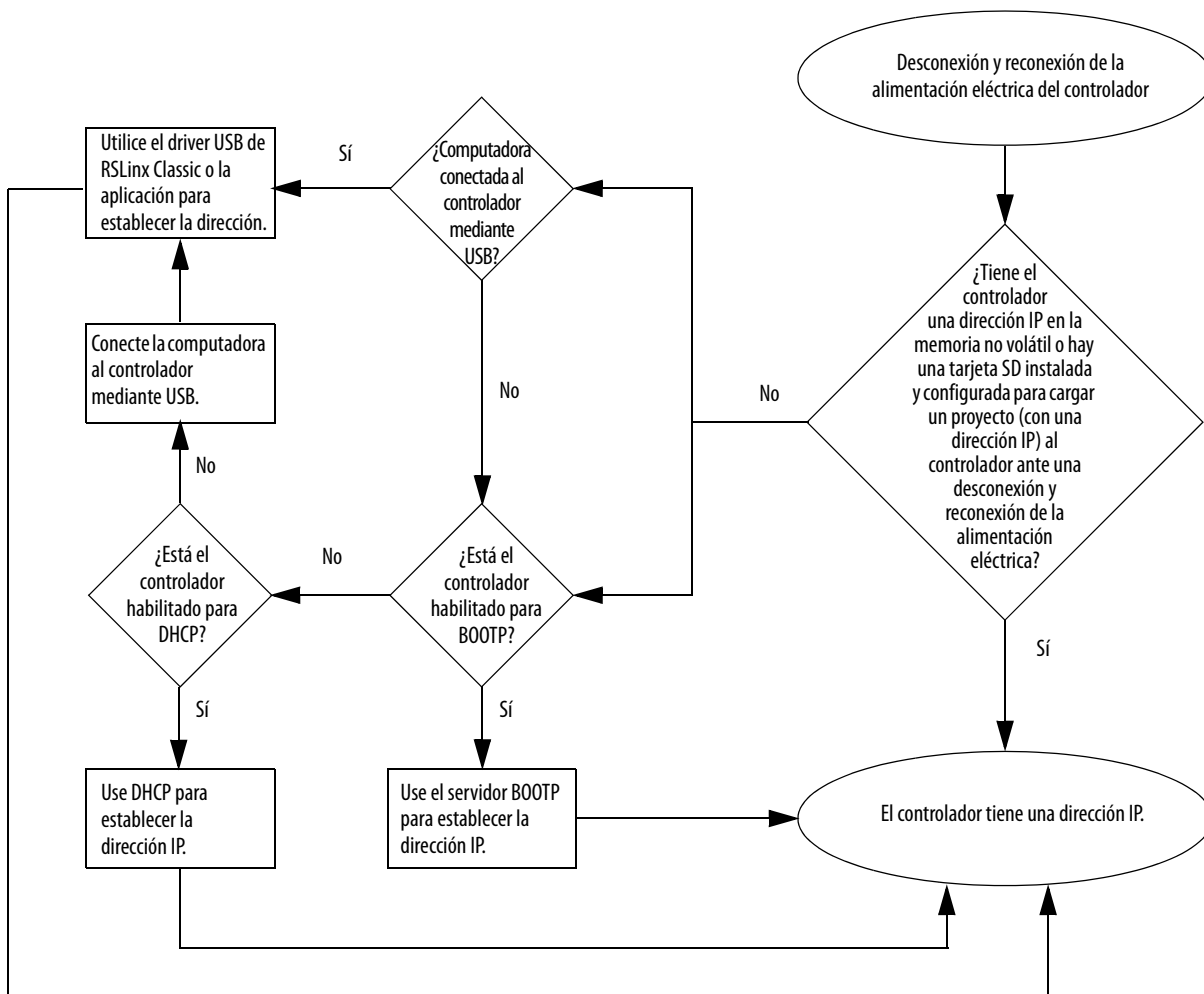 Desconexión y reconexión de la
alimentación eléctrica del controlador
Utilice el driver USB de
RSLinx Classic o la
aplicación para
establecer la dirección.
Sí
¿Computadora
conectada al
controlador
mediante
USB?
¿Tiene el
controlador
una dirección IP en la
memoria no volátil o hay
una tarjeta SD instalada
y configurada para cargar
un proyecto (con una
dirección IP) al
controlador ante una
desconexión y
reconexión de la
alimentación
eléctrica?
Conecte la computadora
al controlador
mediante USB.
No
No
No
¿Está el
controlador
habilitado para
DHCP?
No
¿Está el
controlador
habilitado para
BOOTP?
Sí
Sí
Sí
Use DHCP para
establecer la
dirección IP.
Use el servidor BOOTP
para establecer la
dirección IP.
El controlador tiene una dirección IP.